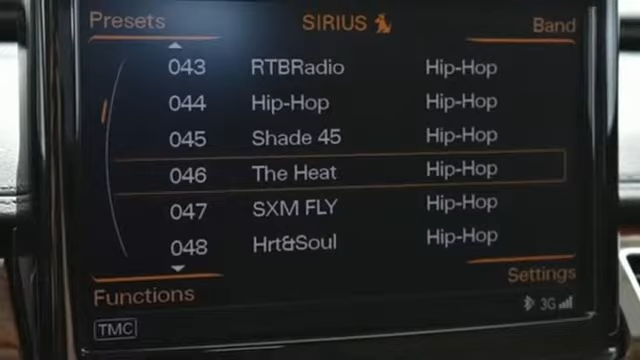 Presets SIRIUS Band
043 RTBRadio Hip-Hop
044 Hip-Hop Hip-Hop
045 Shade 45 Hip-Hop
046 The Heat Hip-Hop
047 SXM FLY Hip-Hop
048 Hrt&Soul Hip-Hop
Functions Settings
TMC 3G